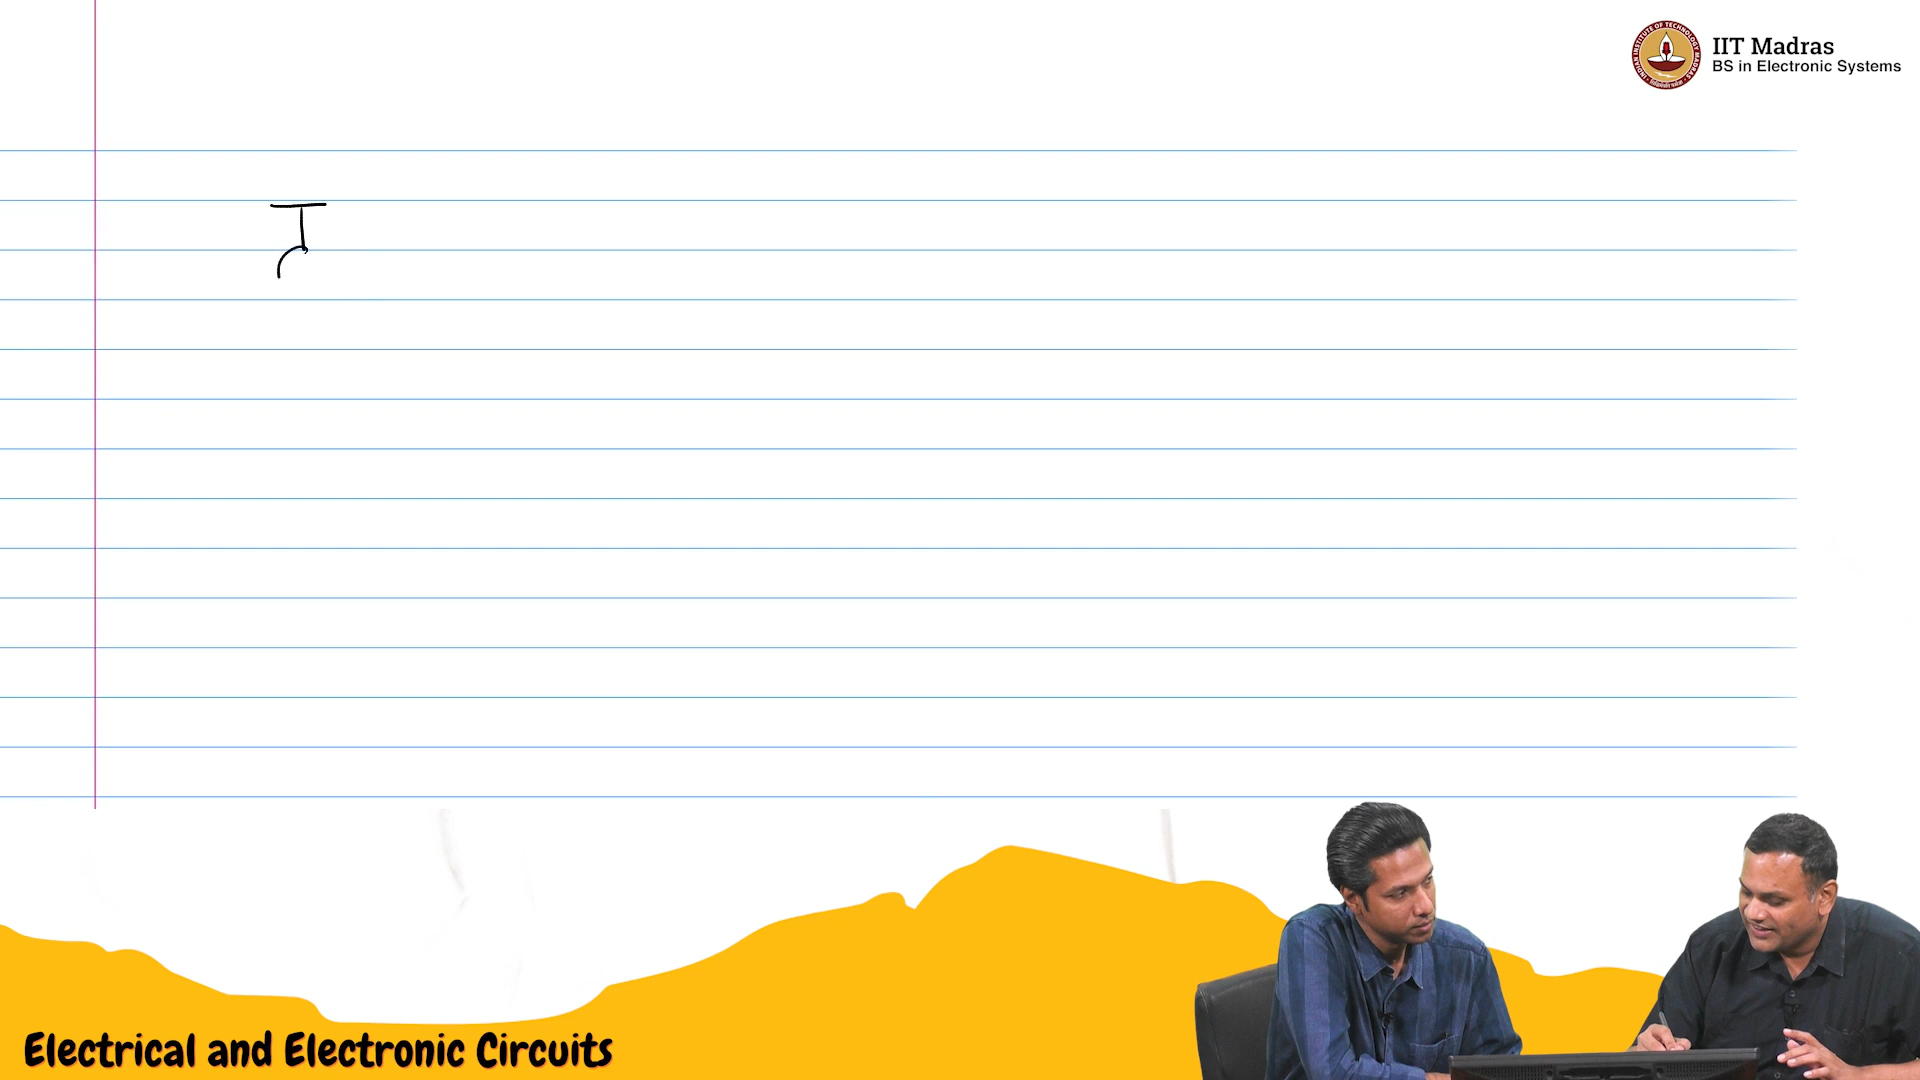 IIT Madras
BS in Electronic Systems
Electrical and Electronic Circuits